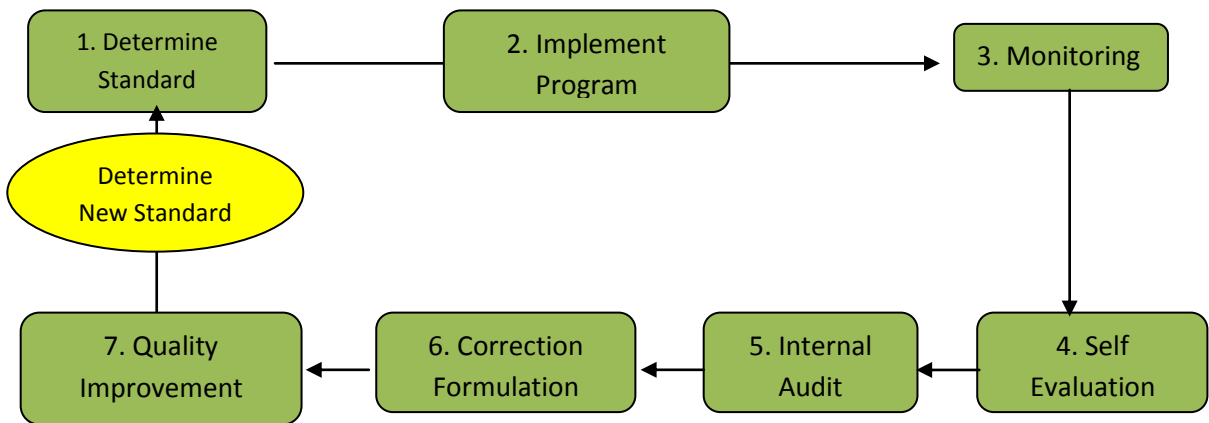 1. Determine
Standard
2. Implement
Program
3. Monitoring
4. Self
Evaluation
5. Internal
Audit
6. Correction
Formulation
7. Quality
Improvement
Determine
New Standard